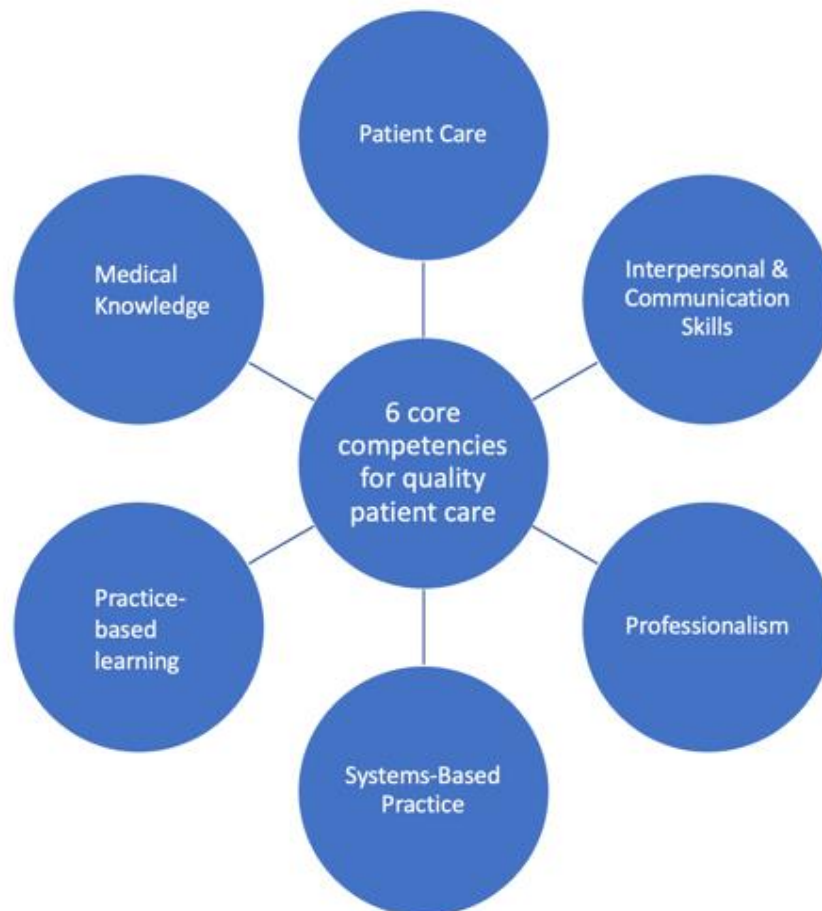 Patient Care
Interpersonal &
Communication
Skills
Professionalism
Systems-Based
Practice
Practice-
based
learning
Medical
Knowledge
6 core
competencies
for quality
patient care